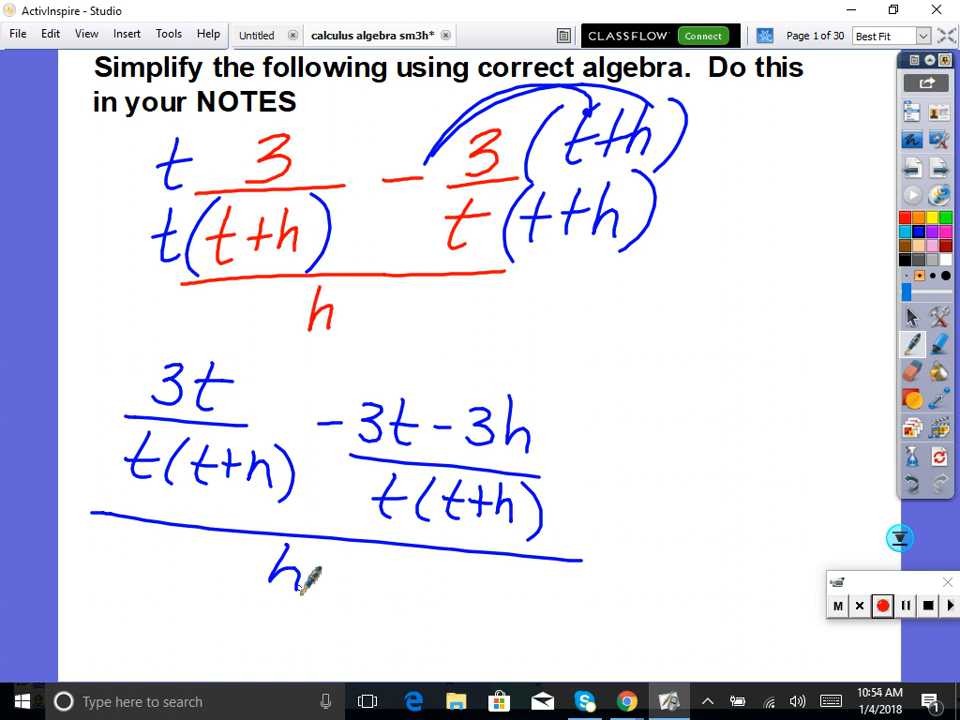 ActivInspire - Studio
File Edit View Insert Tools Help Untitled calculus algebra sm3h* CLASSFLOW Connect Page 1 of 30 Best Fit
Simplify the following using correct algebra. Do this
in your NOTES
t 3 - 3 (t+h)
t(t+h) t (t+h)
h
3t - 3t - 3h
t(t+h) t(t+h)
h
M
Type here to search
10:54 AM
1/4/2018
1